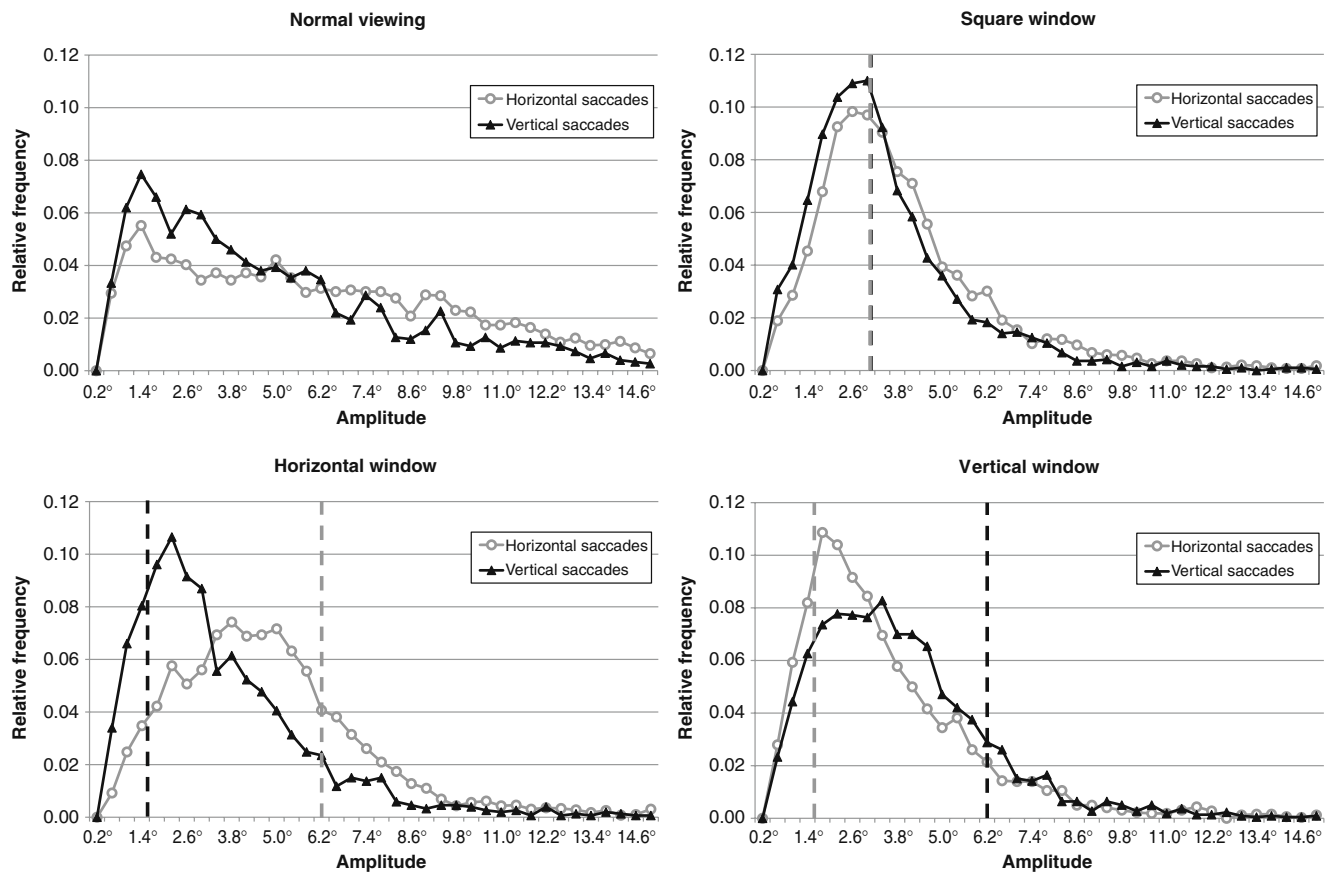 Normal viewing
0.12
0.10
0.08
0.06
0.04
0.02
0.00
Relative frequency
Horizontal saccades
Vertical saccades
0.2° 1.4° 2.6° 3.8° 5.0° 6.2° 7.4° 8.6° 9.8° 11.0° 12.2° 13.4° 14.6°
Amplitude
Square window
0.12
0.10
0.08
0.06
0.04
0.02
0.00
Relative frequency
Horizontal saccades
Vertical saccades
0.2° 1.4° 2.6° 3.8° 5.0° 6.2° 7.4° 8.6° 9.8° 11.0° 12.2° 13.4° 14.6°
Amplitude
Horizontal window
0.12
0.10
0.08
0.06
0.04
0.02
0.00
Relative frequency
Horizontal saccades
Vertical saccades
0.2° 1.4° 2.6° 3.8° 5.0° 6.2° 7.4° 8.6° 9.8° 11.0° 12.2° 13.4° 14.6°
Amplitude
Vertical window
0.12
0.10
0.08
0.06
0.04
0.02
0.00
Relative frequency
Horizontal saccades
Vertical saccades
0.2° 1.4° 2.6° 3.8° 5.0° 6.2° 7.4° 8.6° 9.8° 11.0° 12.2° 13.4° 14.6°
Amplitude